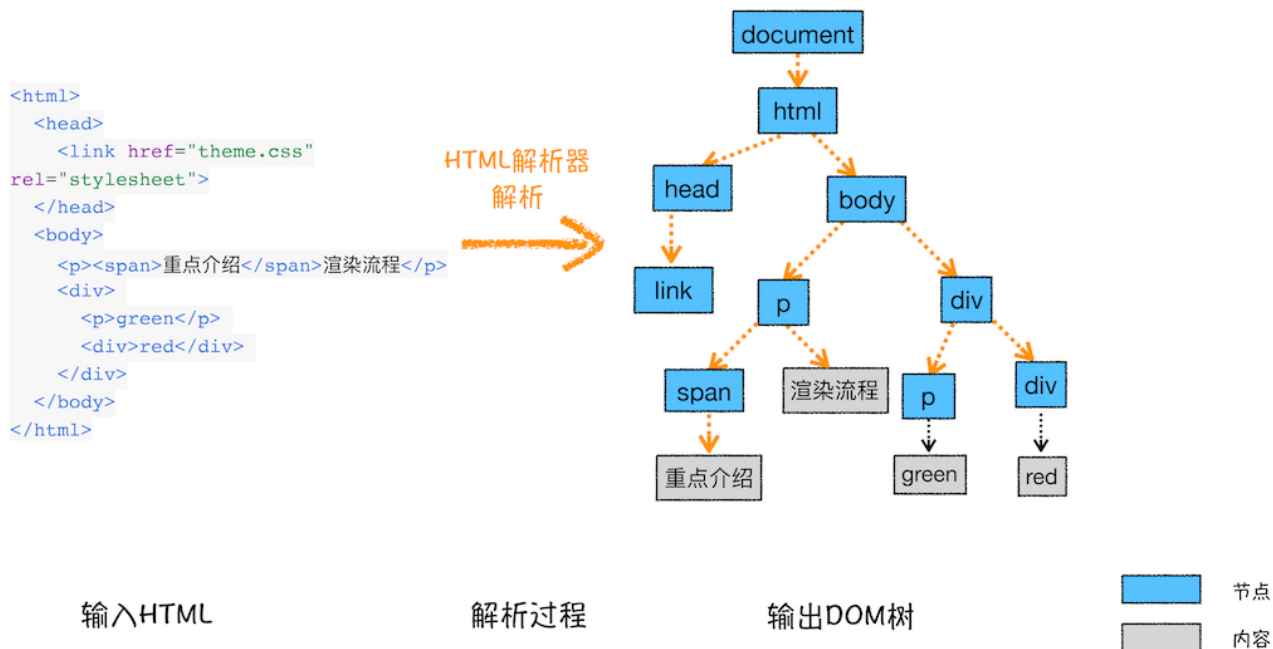 <html>
<head>
<link href="theme.css"
rel="stylesheet">
</head>
<body>
<p><span>重点介绍</span>渲染流程</p>
<div>
<p>green</p>
<div>red</div>
</div>
</body>
</html>
HTML解析器
解析
document
html
head
body
link
p
div
span
渲染流程
p
div
重点介绍
green
red
输入HTML
解析过程
输出DOM树
节点
内容